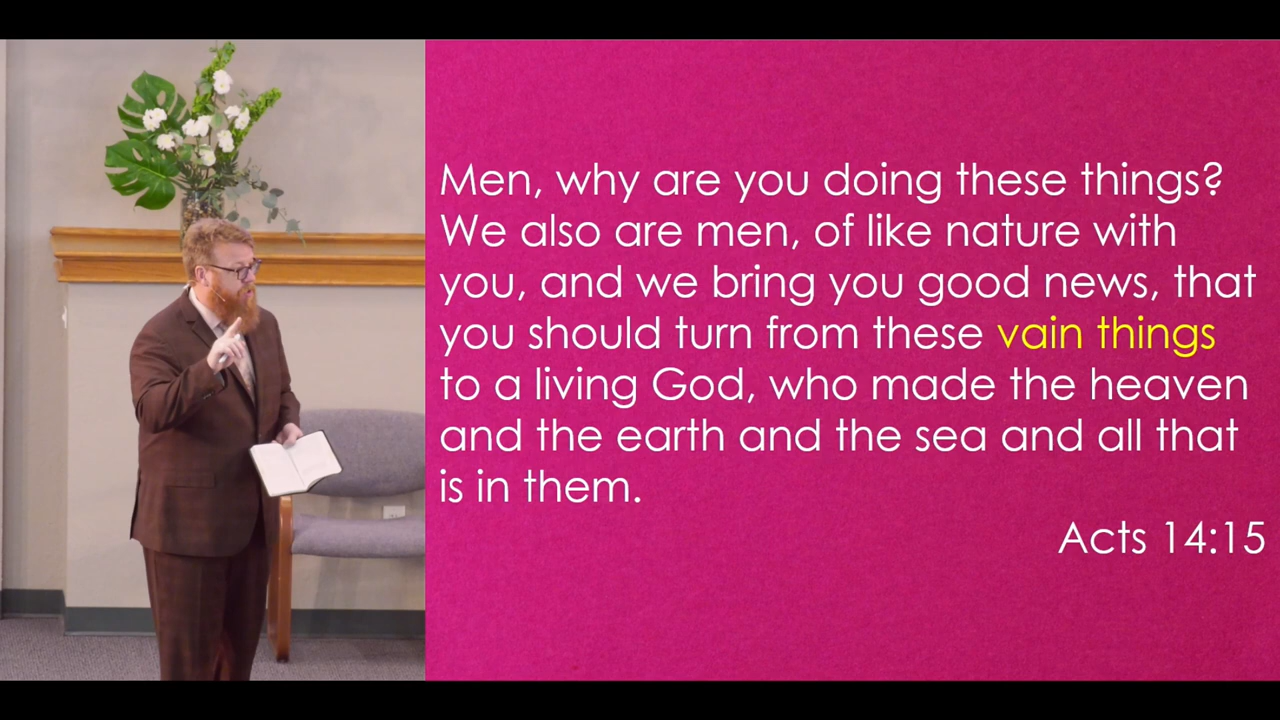 Men, why are you doing these things?
We also are men, of like nature with
you, and we bring you good news, that
you should turn from these vain things
to a living God, who made the heaven
and the earth and the sea and all that
is in them.
Acts 14:15